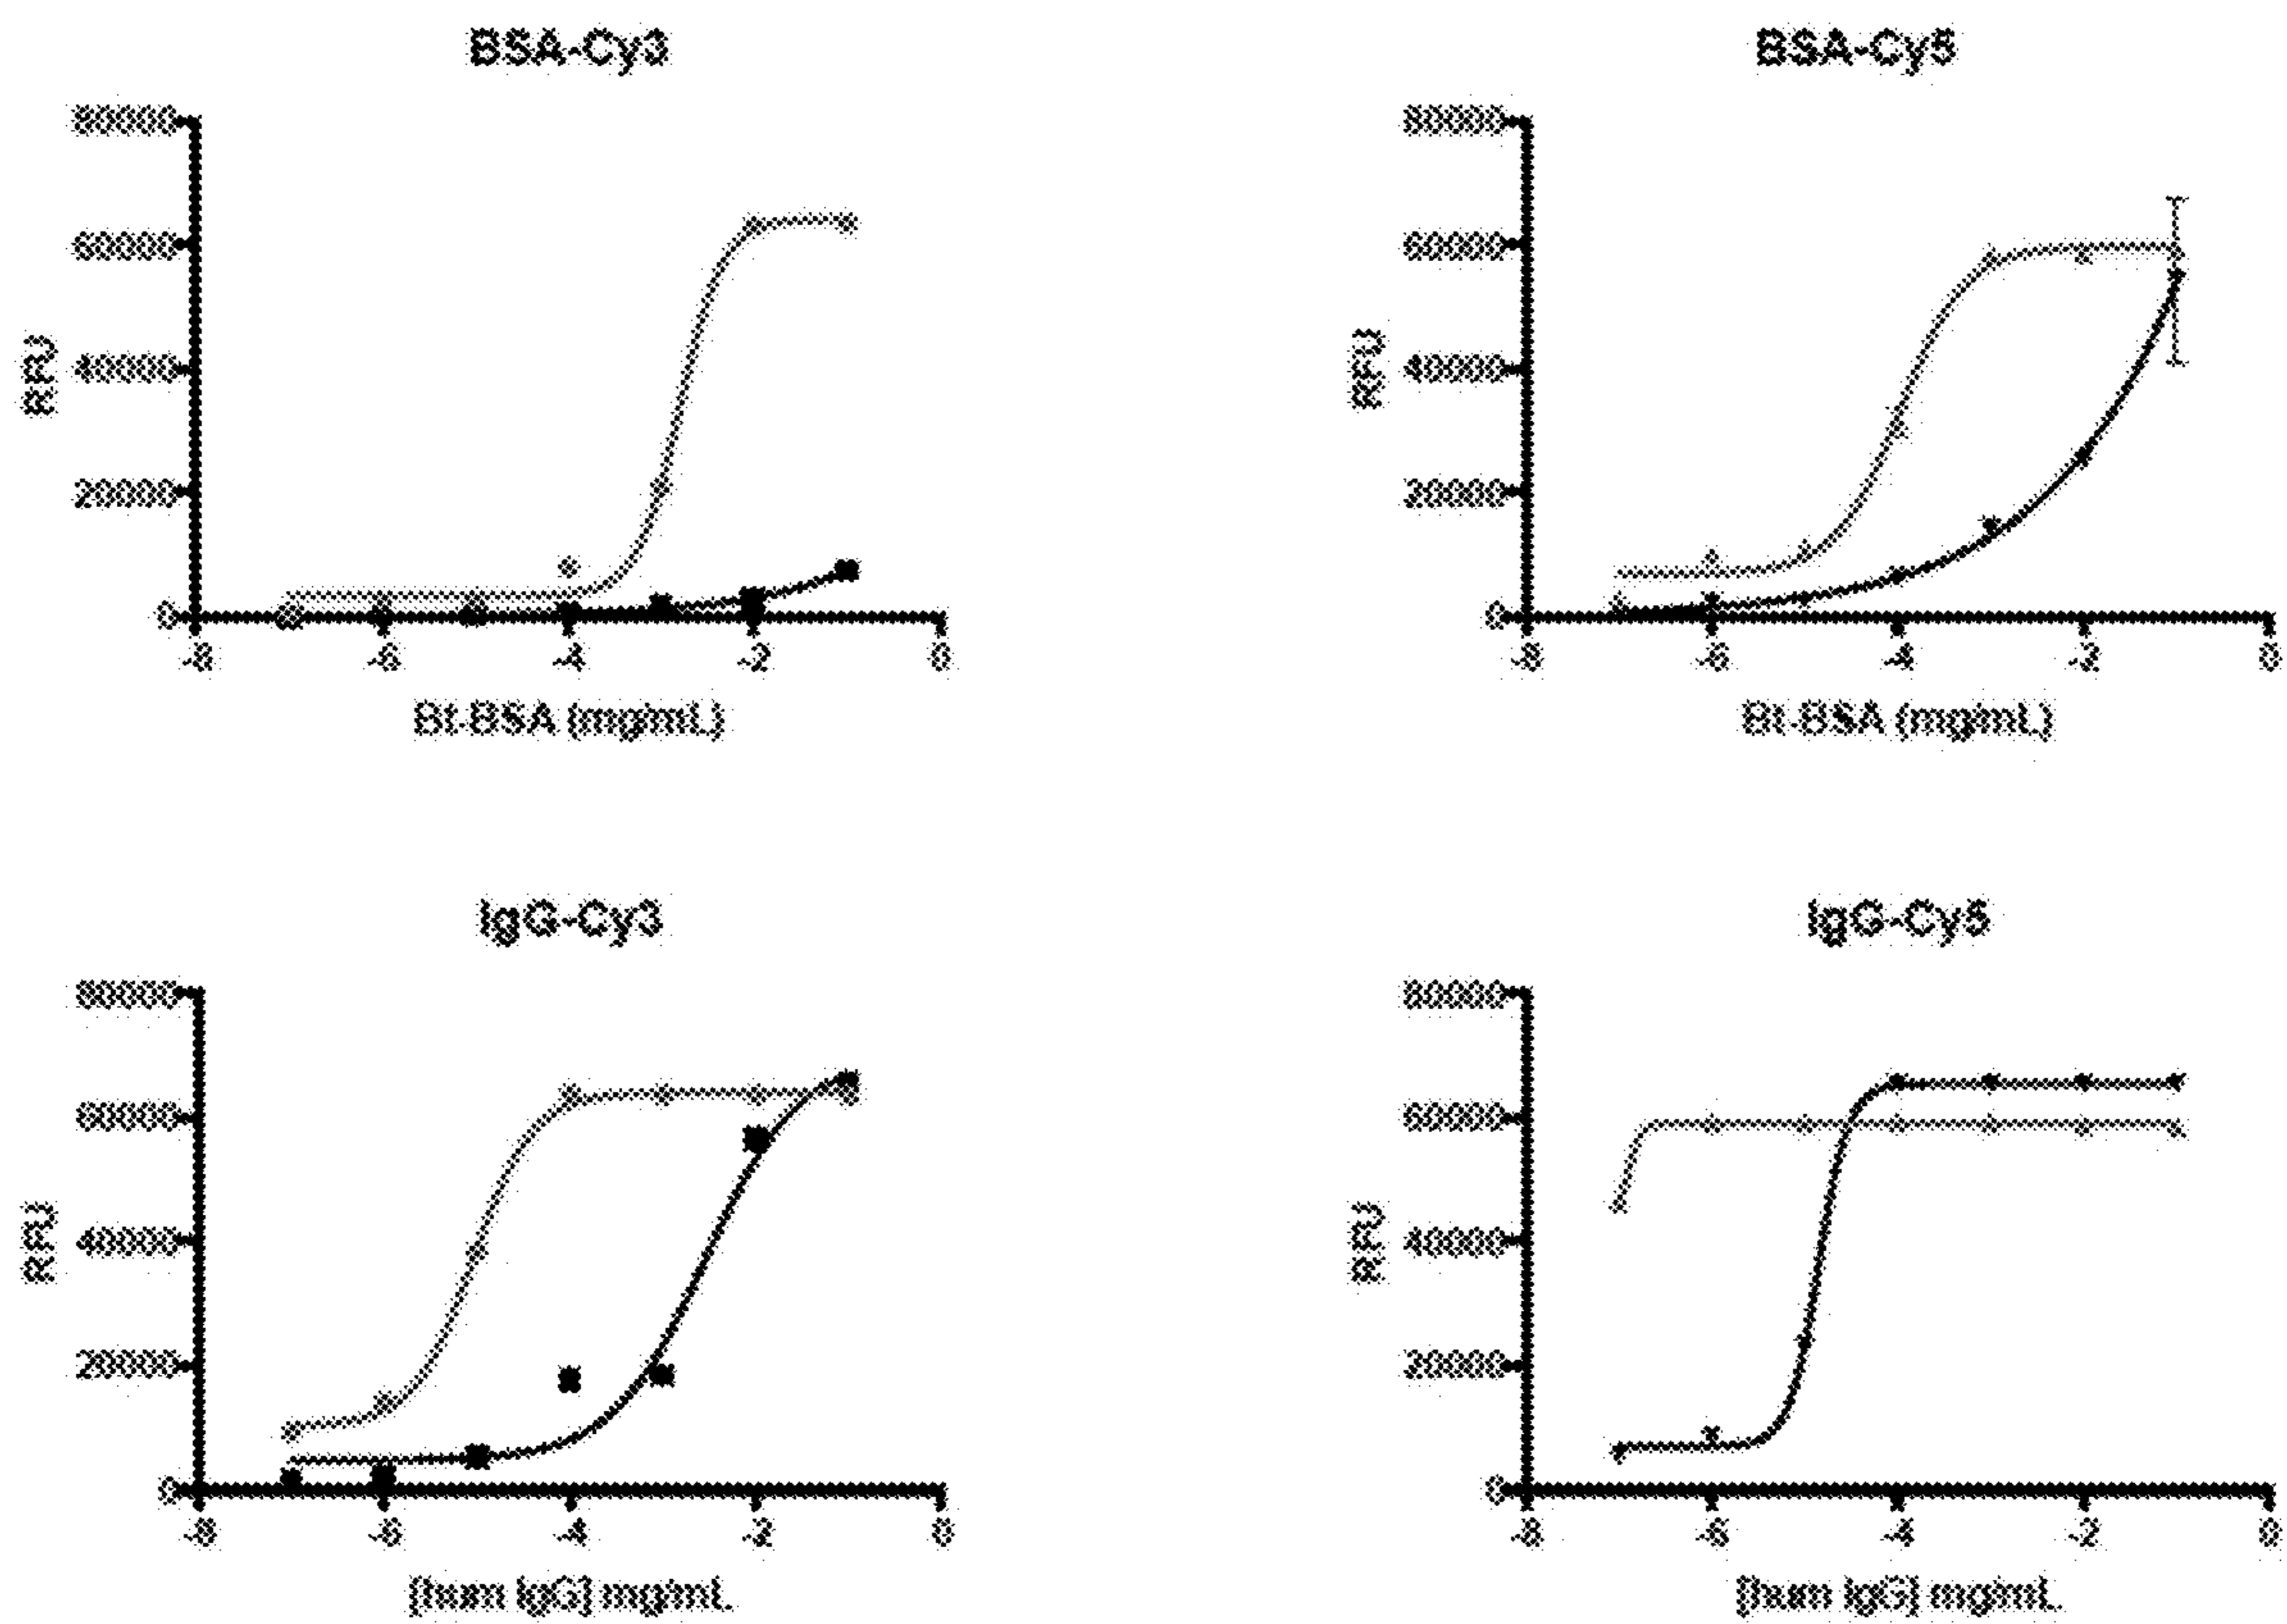 BSA-Cy3
80000
60000
40000
20000
0
RFU
-8 -6 -4 -2 0
Bt-BSA (mg/mL)
BSA-Cy5
80000
60000
40000
20000
0
RFU
-8 -6 -4 -2 0
Bt-BSA (mg/mL)
IgG-Cy3
80000
60000
40000
20000
0
RFU
-8 -6 -4 -2 0
[hum IgG] mg/mL
IgG-Cy5
80000
60000
40000
20000
0
RFU
-8 -6 -4 -2 0
[hum IgG] mg/mL